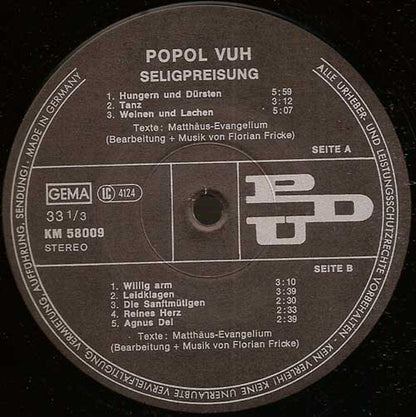 POPOL VUH
SELIGPREISUNG
1. Hungern und Dürsten 5:59
2. Tanz 3:12
3. Weinen und Lachen 5:07
Texte: Matthäus-Evangelium
(Bearbeitung + Musik von Florian Fricke)
SEITE A
GEMA
LC 4124
33 1/3
KM 58009
STEREO
PDU
SEITE B
1. Willig arm 3:10
2. Leidklagen 3:39
3. Die Sanftmütigen 2:30
4. Reines Herz 2:33
5. Agnus Dei 2:39
Texte: Matthäus-Evangelium
(Bearbeitung + Musik von Florian Fricke)
ALLE URHEBER- UND LEISTUNGSSCHUTZRECHTE VORBEHALTEN - KEIN VERLEIH! KEINE UNERLAUBTE VERVIELFÄLTIGUNG, VERMIETUNG, AUFFÜHRUNG, SENDUNG! - MADE IN GERMANY